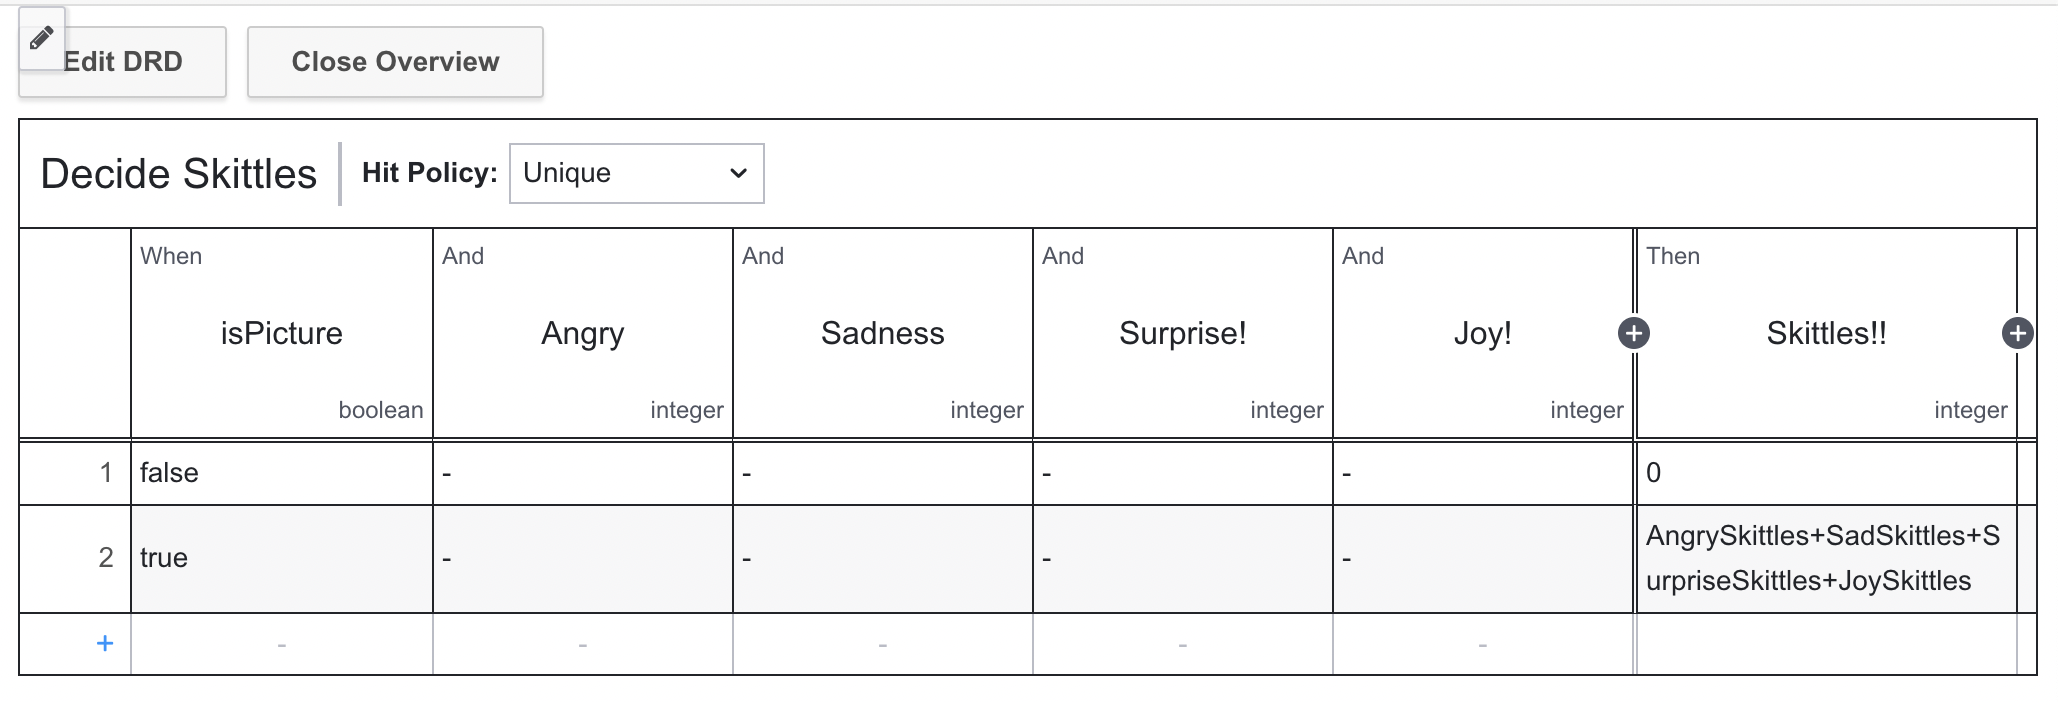 Edit DRD
Close Overview
Decide Skittles
Hit Policy:
Unique
When
And
And
And
And
Then
isPicture
Angry
Sadness
Surprise!
Joy!
Skittles!!
boolean
integer
integer
integer
integer
integer
1 false - - - - 0
2 true - - - - AngrySkittles+SadSkittles+S
urpriseSkittles+JoySkittles
+ - - - - -